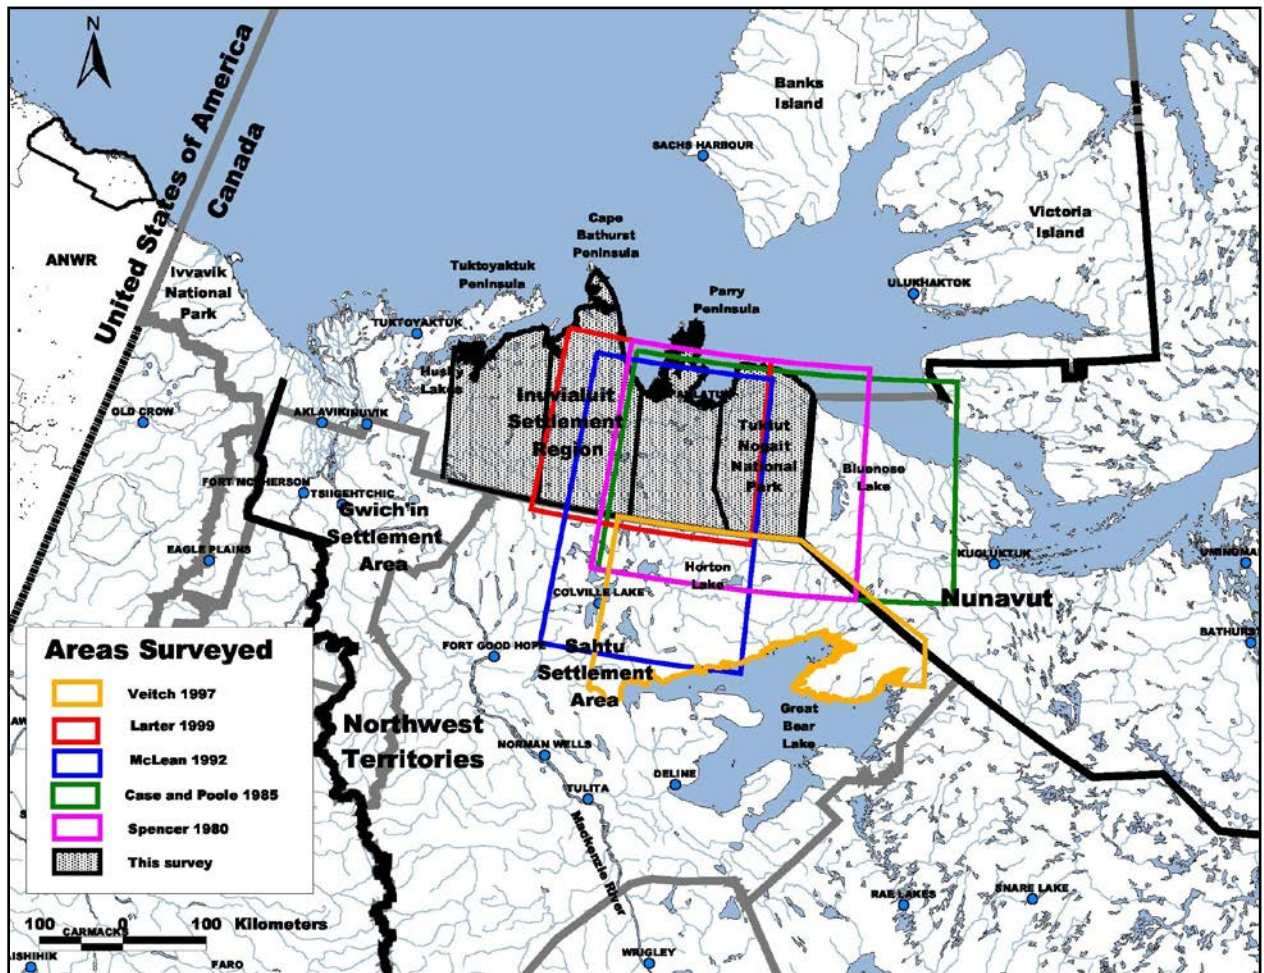 N
United States of America
Canada
Banks
Island
SACHS HARBOUR
Victoria
Island
ANWR
Ivvavik
National
Park
Cape
Bathurst
Peninsula
Tuktoyaktuk
Peninsula
Parry
Peninsula
ULUKHAKTOK
TUKTOYAKTUK
Husky
Lakes
Inuvialuit
Settlement
Region
OLD CROW
AKLAVIK
INUVIK
Tuktut
Nogait
National
Park
Bluenose
Lake
FORT MCPHERSON
TSIIGEHTCHIC
Gwich'in
Settlement
Area
EAGLE PLAINS
KUGLUKTUK
Horton
Lake
COLVILLE LAKE
Nunavut
BATHURST
FORT GOOD HOPE
Sahtu
Settlement
Area
Great
Bear
Lake
Northwest
Territories
NORMAN WELLS
DELINE
TULITA
Mackenzie River
RAE LAKES
SNARE LAKE
WRIGLEY
Areas Surveyed
Veitch 1997
Larter 1999
McLean 1992
Case and Poole 1985
Spencer 1980
This survey
100 0 100 Kilometers
CARMACKS
AISHIHIK
FARO